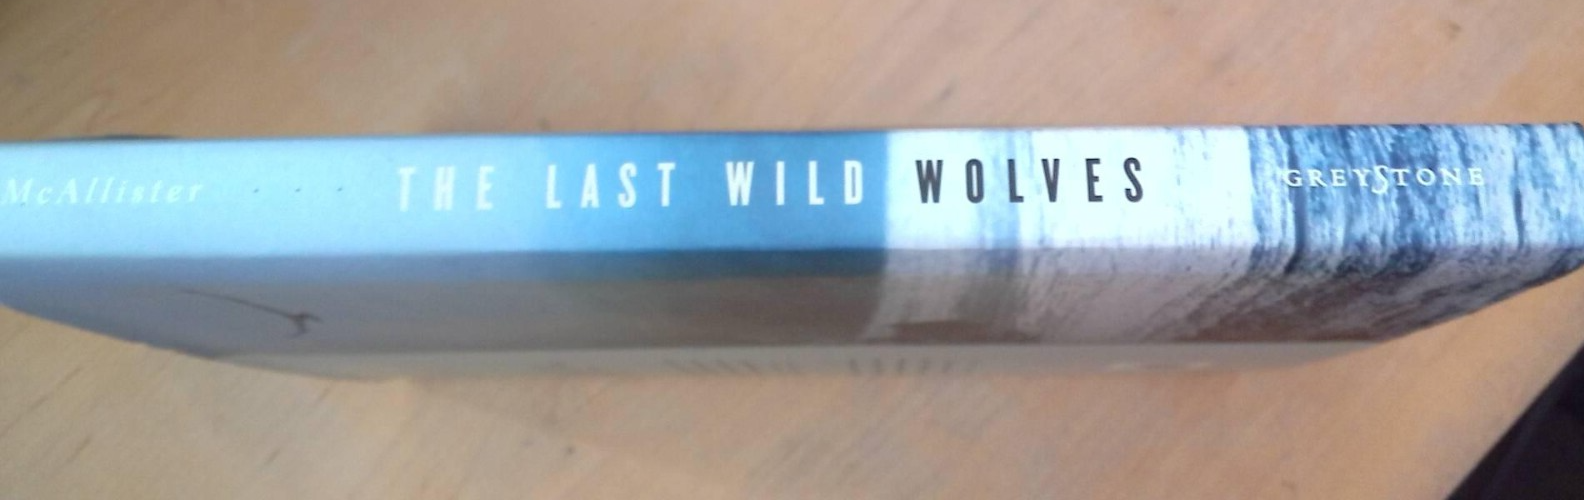 McAllister THE LAST WILD WOLVES GREYSTONE